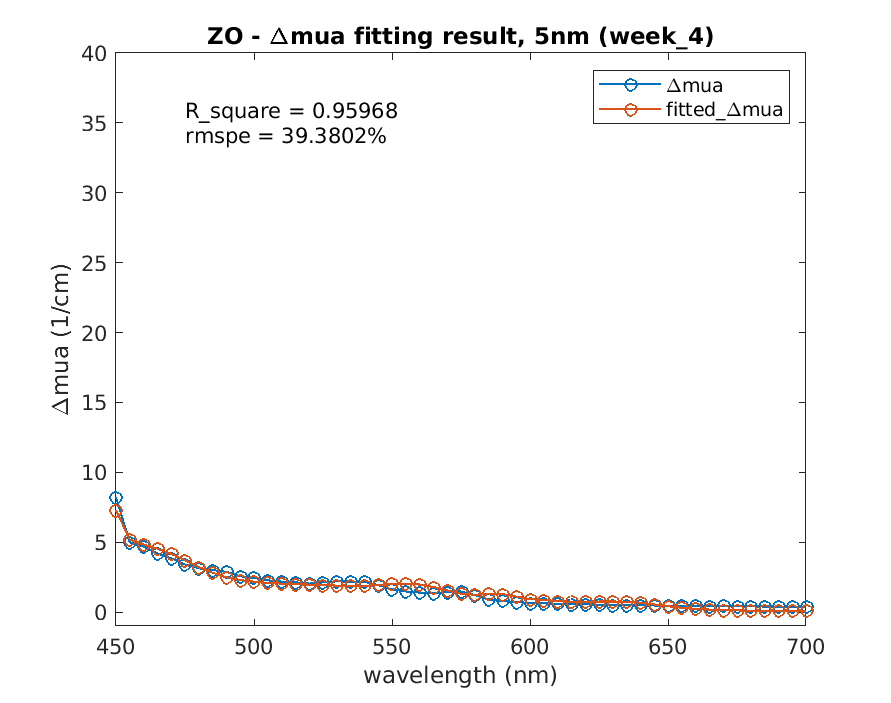 ZO - Δmua fitting result, 5nm (week_4)
R_square = 0.95968
rmspe = 39.3802%
Δmua
fitted_Δmua
Δmua (1/cm)
40
35
30
25
20
15
10
5
0
450
500
550
600
650
700
wavelength (nm)